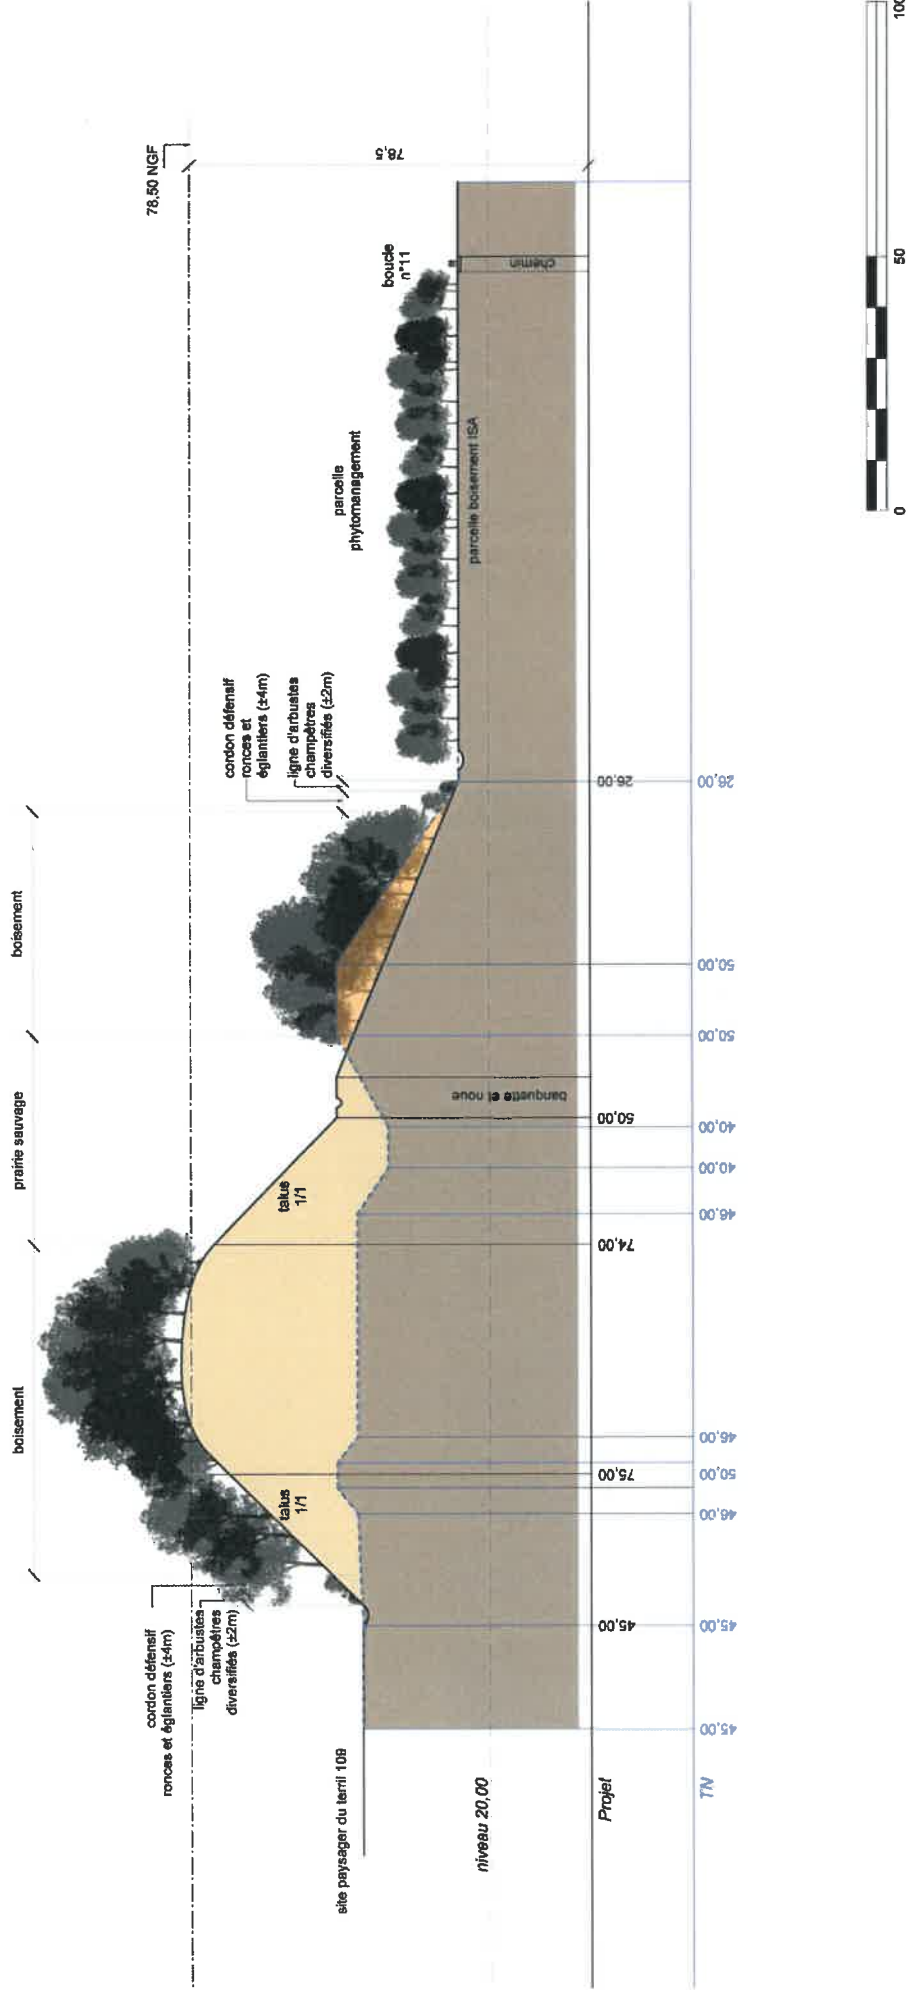 boisement
prairie sauvage
boisement
78,50 NGF
78,5
cordon défensif
ronces et églantiers (±4m)
ligne d'arbustes
champêtres
diversifiés (±2m)
talus
1/1
talus
1/1
cordon défensif
ronces et
églantiers (±4m)
ligne d'arbustes
champêtres
diversifiés (±2m)
parcelle
phytomanagement
boucle
n°11
site paysager du terril 109
banquette et noue
parcelle boisement ISA
chemin
niveau 20,00
Projet
45,00
75,00
74,00
50,00
26,00
TN
45,00
45,00
46,00
50,00
46,00
46,00
40,00
40,00
50,00
50,00
26,00
0
50
100